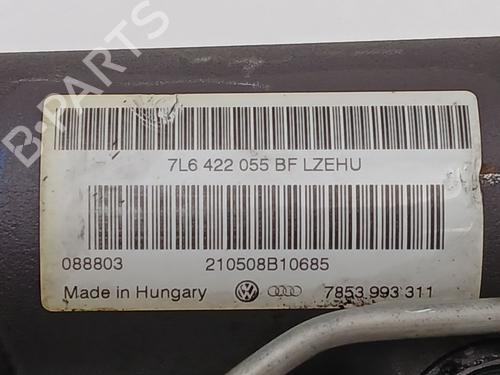 B-PARTS
7L6 422 055 BF LZEHU
088803 210508B10685
Made in Hungary 7853 993 311